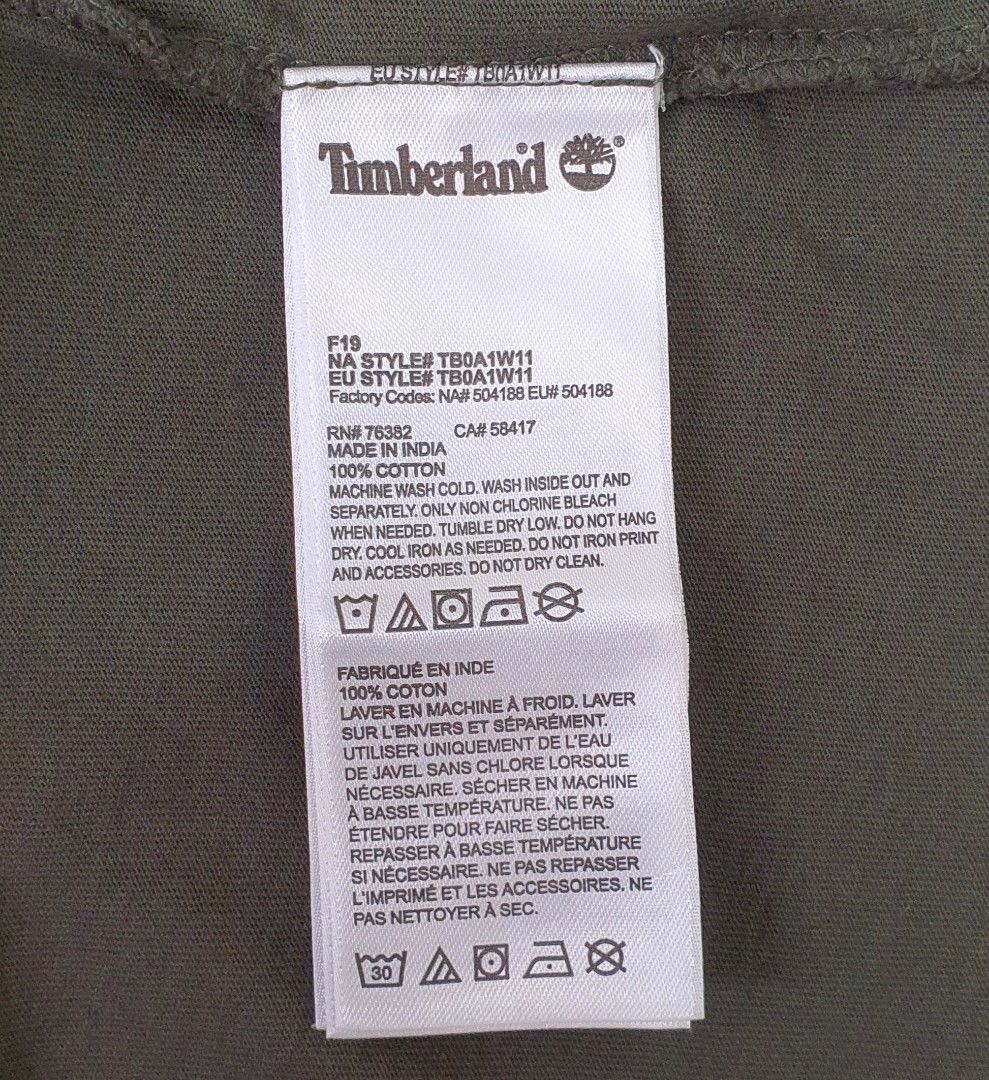 EU STYLE# TB0A1W11
Timberland® ®
F19
NA STYLE# TB0A1W11
EU STYLE# TB0A1W11
Factory Codes: NA# 504188 EU# 504188
RN# 76382 CA# 58417
MADE IN INDIA
100% COTTON
MACHINE WASH COLD. WASH INSIDE OUT AND
SEPARATELY. ONLY NON CHLORINE BLEACH
WHEN NEEDED. TUMBLE DRY LOW. DO NOT HANG
DRY. COOL IRON AS NEEDED. DO NOT IRON PRINT
AND ACCESSORIES. DO NOT DRY CLEAN.
FABRIQUÉ EN INDE
100% COTON
LAVER EN MACHINE À FROID. LAVER
SUR L'ENVERS ET SÉPARÉMENT.
UTILISER UNIQUEMENT DE L'EAU
DE JAVEL SANS CHLORE LORSQUE
NÉCESSAIRE. SÉCHER EN MACHINE
À BASSE TEMPÉRATURE. NE PAS
ÉTENDRE POUR FAIRE SÉCHER.
REPASSER À BASSE TEMPÉRATURE
SI NÉCESSAIRE. NE PAS REPASSER
L'IMPRIMÉ ET LES ACCESSOIRES. NE
PAS NETTOYER À SEC.
30